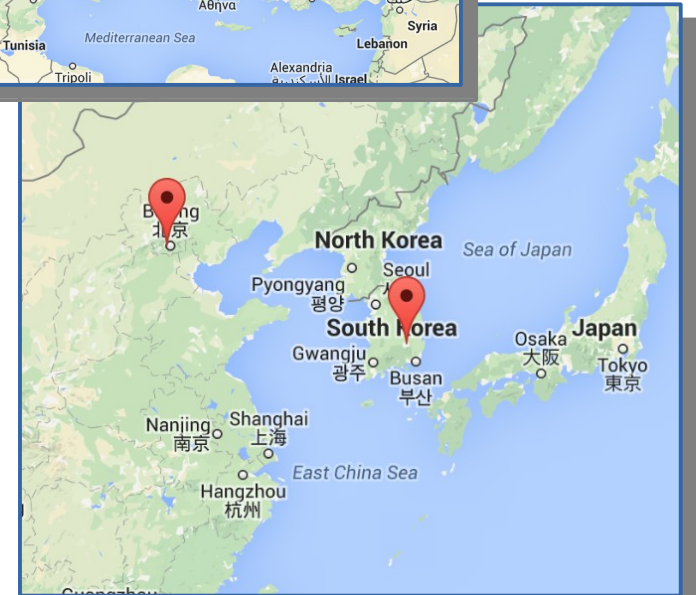 Αθήνα
Syria
Mediterranean Sea
Tunisia
Lebanon
Alexandria
Tripoli
Israel
北京
North Korea
Sea of Japan
Seoul
Pyongyang
평양
South Korea
Osaka
大阪
Japan
Gwangju
광주
Tokyo
東京
Busan
부산
Shanghai
上海
Nanjing
南京
East China Sea
Hangzhou
杭州